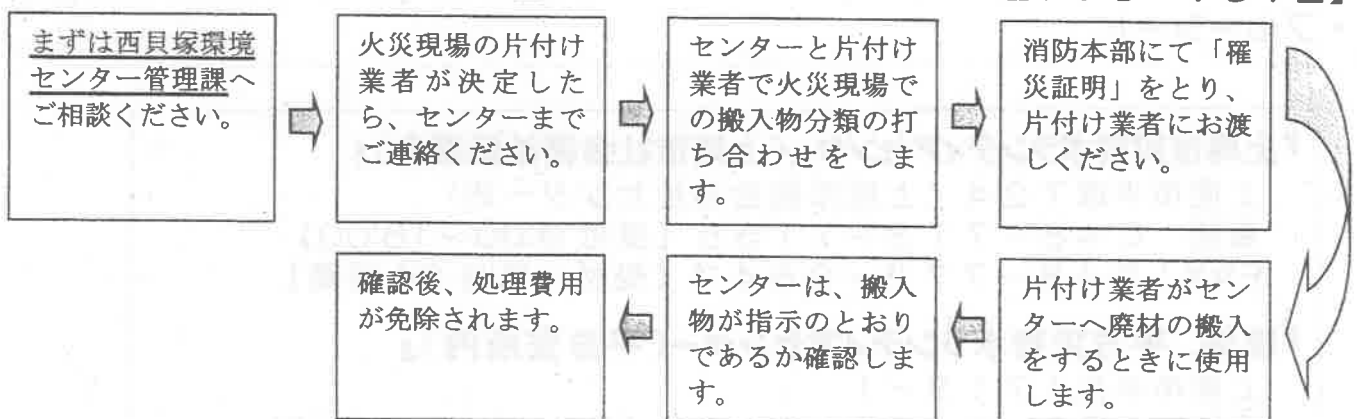 まずは西貝塚環境
センター管理課へ
ご相談ください。
火災現場の片付け
業者が決定した
ら、センターまで
ご連絡ください。
センターと片付け
業者で火災現場で
の搬入物分類の打
ち合わせをしま
す。
消防本部にて「罹
災証明」をとり、
片付け業者にお渡
しください。
片付け業者がセン
ターへ廃材の搬入
をするときに使用
します。
センターは、搬入
物が指示のとおり
であるか確認しま
す。
確認後、処理費用
が免除されます。